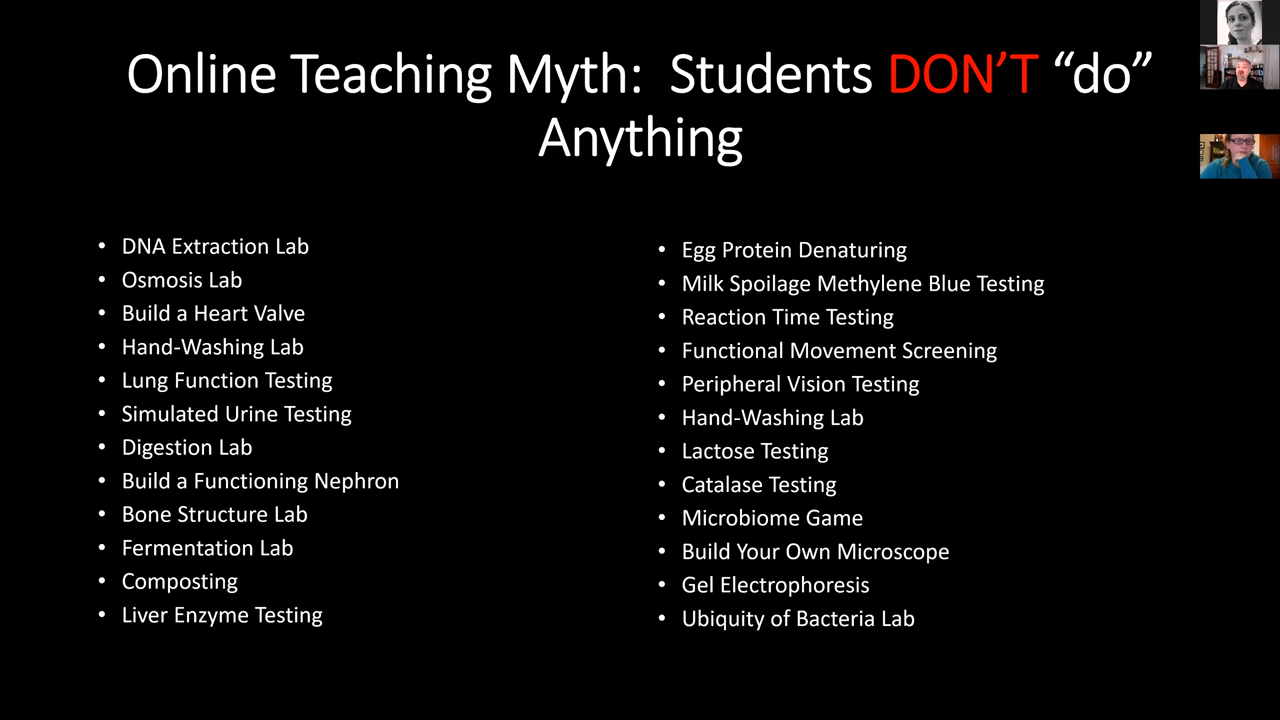 Online Teaching Myth:  Students DON'T “do”
Anything
• DNA Extraction Lab
• Osmosis Lab
• Build a Heart Valve
• Hand-Washing Lab
• Lung Function Testing
• Simulated Urine Testing
• Digestion Lab
• Build a Functioning Nephron
• Bone Structure Lab
• Fermentation Lab
• Composting
• Liver Enzyme Testing
• Egg Protein Denaturing
• Milk Spoilage Methylene Blue Testing
• Reaction Time Testing
• Functional Movement Screening
• Peripheral Vision Testing
• Hand-Washing Lab
• Lactose Testing
• Catalase Testing
• Microbiome Game
• Build Your Own Microscope
• Gel Electrophoresis
• Ubiquity of Bacteria Lab